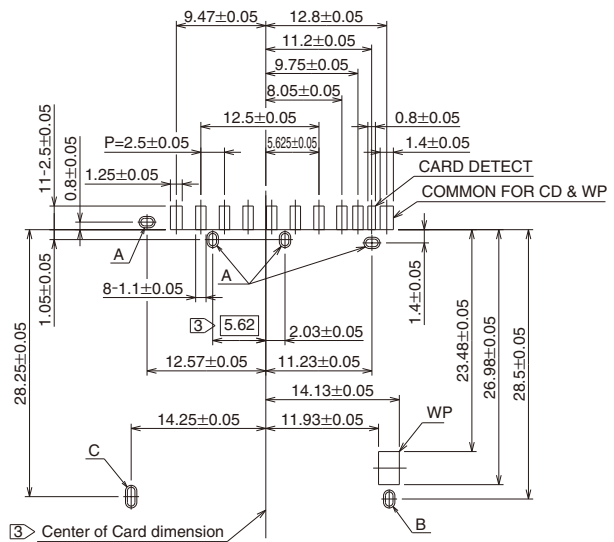 9.47±0.05
12.8±0.05
11.2±0.05
9.75±0.05
8.05±0.05
12.5±0.05
0.8±0.05
P=2.5±0.05
5.625±0.05
1.4±0.05
1.25±0.05
CARD DETECT
COMMON FOR CD & WP
11-2.5±0.05
0.8±0.05
A
A
1.05±0.05
8-1.1±0.05
1.4±0.05
3 5.62
2.03±0.05
12.57±0.05
11.23±0.05
28.25±0.05
23.48±0.05
26.98±0.05
28.5±0.05
14.13±0.05
14.25±0.05
11.93±0.05
WP
C
B
3 Center of Card dimension